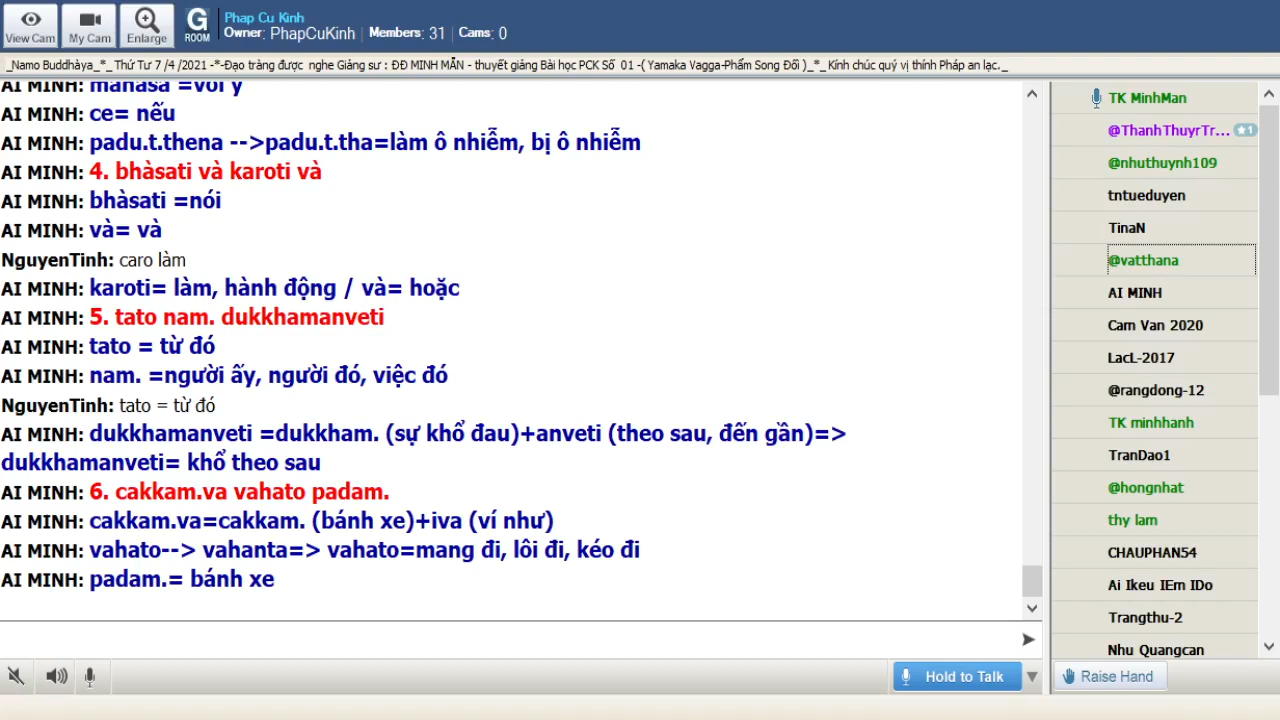 View Cam
My Cam
Enlarge
G
ROOM
Phap Cu Kinh
Owner: PhapCuKinh | Members: 31 | Cams: 0
_Namo Buddhàya_*_ Thứ Tư 7 /4 /2021 -*-Đạo tràng được nghe Giảng sư : ĐĐ MINH MẪN - thuyết giảng Bài học PCK Số 01 -( Yamaka Vagga-Phẩm Song Đối )_*_ Kính chúc quý vị thính Pháp an lạc._
AI MINH: manasa =với ý
AI MINH: ce= nếu
AI MINH: padu.t.thena -->padu.t.tha=làm ô nhiễm, bị ô nhiễm
AI MINH: 4. bhàsati và karoti và
AI MINH: bhàsati =nói
AI MINH: và= và
NguyenTinh: caro làm
AI MINH: karoti= làm, hành động / và= hoặc
AI MINH: 5. tato nam. dukkhamanveti
AI MINH: tato = từ đó
AI MINH: nam. =người ấy, người đó, việc đó
NguyenTinh: tato = từ đó
AI MINH: dukkhamanveti =dukkham. (sự khổ đau)+anveti (theo sau, đến gần)=>
dukkhamanveti= khổ theo sau
AI MINH: 6. cakkam.va vahato padam.
AI MINH: cakkam.va=cakkam. (bánh xe)+iva (ví như)
AI MINH: vahato--> vahanta=> vahato=mang đi, lôi đi, kéo đi
AI MINH: padam.= bánh xe
TK MinhMan
@ThanhThuyrTr... ★1
@nhuthuynh109
tntueduyen
TinaN
@vatthana
AI MINH
Cam Van 2020
LacL-2017
@rangdong-12
TK minhhanh
TranDao1
@hongnhat
thy lam
CHAUPHAN54
Ai Ikeu IEm IDo
Trangthu-2
Nhu Quangcan
Hold to Talk
Raise Hand